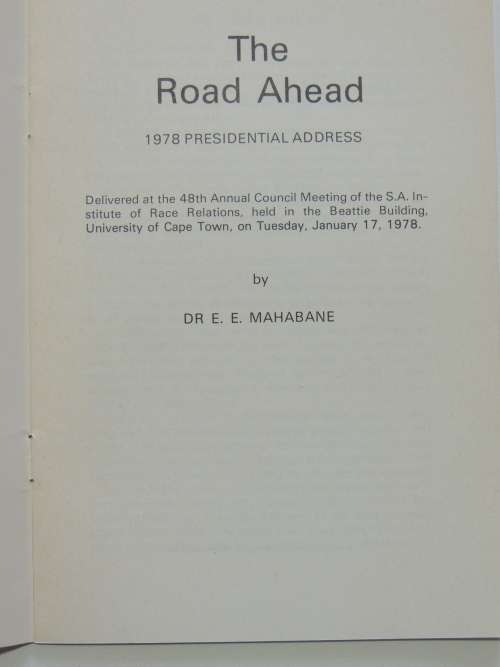 The
Road Ahead
1978 PRESIDENTIAL ADDRESS
Delivered at the 48th Annual Council Meeting of the S.A. In-
stitute of Race Relations, held in the Beattie Building,
University of Cape Town, on Tuesday, January 17, 1978.
by
DR E. E. MAHABANE